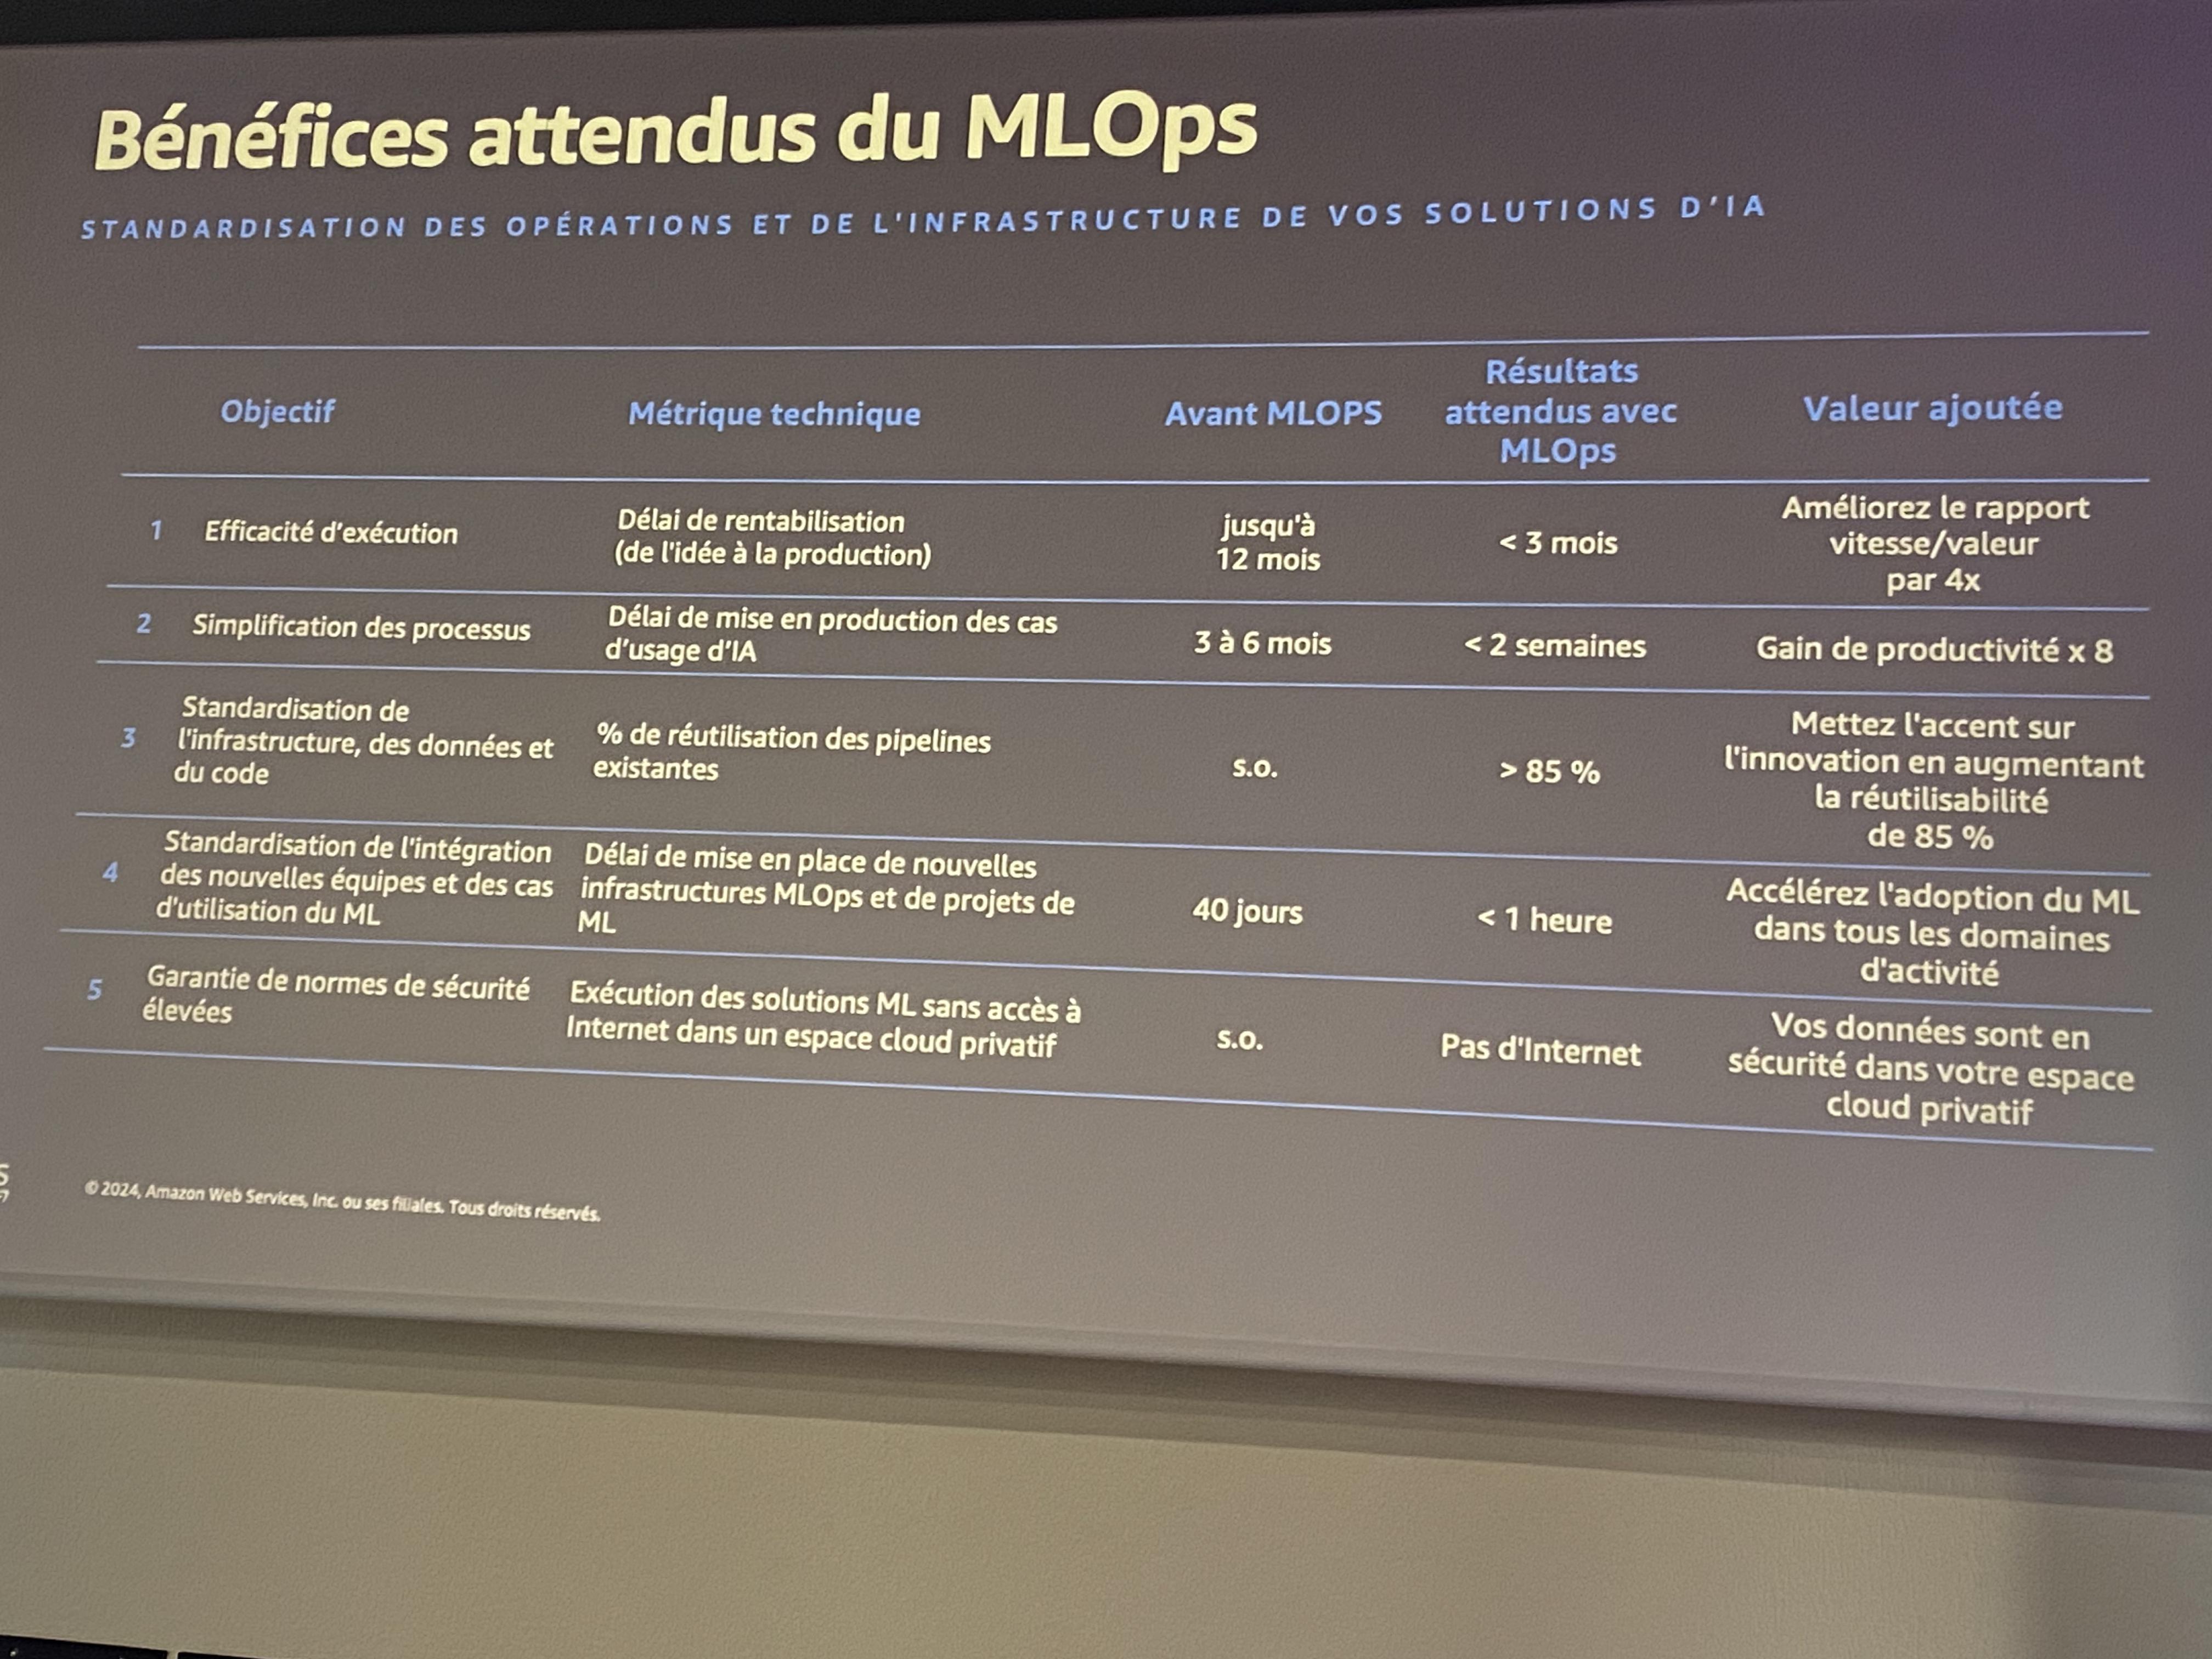 Bénéfices attendus du MLOps
STANDARDISATION DES OPÉRATIONS ET DE L'INFRASTRUCTURE DE VOS SOLUTIONS D'IA
Objectif
Métrique technique
Avant MLOPS
Résultats
attendus avec
MLOps
Valeur ajoutée
1
Efficacité d'exécution
Délai de rentabilisation
(de l'idée à la production)
jusqu'à
12 mois
< 3 mois
Améliorez le rapport
vitesse/valeur
par 4x
2
Simplification des processus
Délai de mise en production des cas
d'usage d'IA
3 à 6 mois
< 2 semaines
Gain de productivité x 8
3
Standardisation de
l'infrastructure, des données et
du code
% de réutilisation des pipelines
existantes
s.o.
> 85 %
Mettez l'accent sur
l'innovation en augmentant
la réutilisabilité
de 85 %
4
Standardisation de l'intégration
des nouvelles équipes et des cas
d'utilisation du ML
Délai de mise en place de nouvelles
infrastructures MLOps et de projets de
ML
40 jours
< 1 heure
Accélérez l'adoption du ML
dans tous les domaines
d'activité
5
Garantie de normes de sécurité
élevées
Exécution des solutions ML sans accès à
Internet dans un espace cloud privatif
s.o.
Pas d'Internet
Vos données sont en
sécurité dans votre espace
cloud privatif
© 2024, Amazon Web Services, Inc. ou ses filiales. Tous droits réservés.